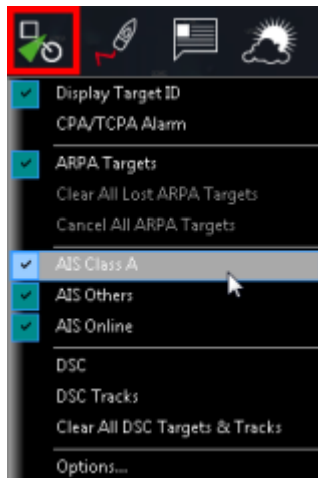 Display Target ID
CPA/TCPA Alarm
ARPA Targets
Clear All Lost ARPA Targets
Cancel All ARPA Targets
AIS Class A
AIS Others
AIS Online
DSC
DSC Tracks
Clear All DSC Targets & Tracks
Options...